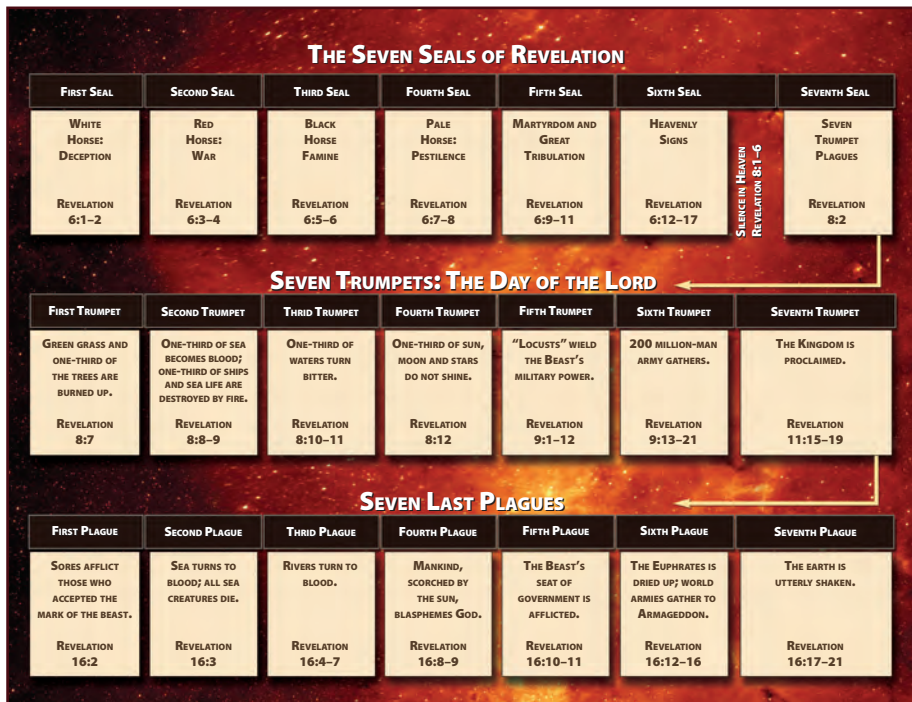 The Seven Seals of Revelation
First Seal
Second Seal
Third Seal
Fourth Seal
Fifth Seal
Sixth Seal
Seventh Seal
White
Horse:
Deception
Revelation
6:1–2
Red
Horse:
War
Revelation
6:3–4
Black
Horse
Famine
Revelation
6:5–6
Pale
Horse:
Pestilence
Revelation
6:7–8
Martyrdom and
Great
Tribulation
Revelation
6:9–11
Heavenly
Signs
Revelation
6:12–17
Silence in Heaven
Revelation 8:1–6
Seven
Trumpet
Plagues
Revelation
8:2
Seven Trumpets: The Day of the Lord
First Trumpet
Second Trumpet
Thrid Trumpet
Fourth Trumpet
Fifth Trumpet
Sixth Trumpet
Seventh Trumpet
Green grass and
one-third of
the trees are
burned up.
Revelation
8:7
One-third of sea
becomes blood;
one-third of ships
and sea life are
destroyed by fire.
Revelation
8:8–9
One-third of
waters turn
bitter.
Revelation
8:10–11
One-third of sun,
moon and stars
do not shine.
Revelation
8:12
“Locusts” wield
the Beast’s
military power.
Revelation
9:1–12
200 million-man
army gathers.
Revelation
9:13–21
The Kingdom is
proclaimed.
Revelation
11:15–19
Seven Last Plagues
First Plague
Second Plague
Thrid Plague
Fourth Plague
Fifth Plague
Sixth Plague
Seventh Plague
Sores afflict
those who
accepted the
mark of the beast.
Revelation
16:2
Sea turns to
blood; all sea
creatures die.
Revelation
16:3
Rivers turn to
blood.
Revelation
16:4–7
Mankind,
scorched by
the sun,
blasphemes God.
Revelation
16:8–9
The Beast’s
seat of
government is
afflicted.
Revelation
16:10–11
The Euphrates is
dried up; world
armies gather to
Armageddon.
Revelation
16:12–16
The earth is
utterly shaken.
Revelation
16:17–21